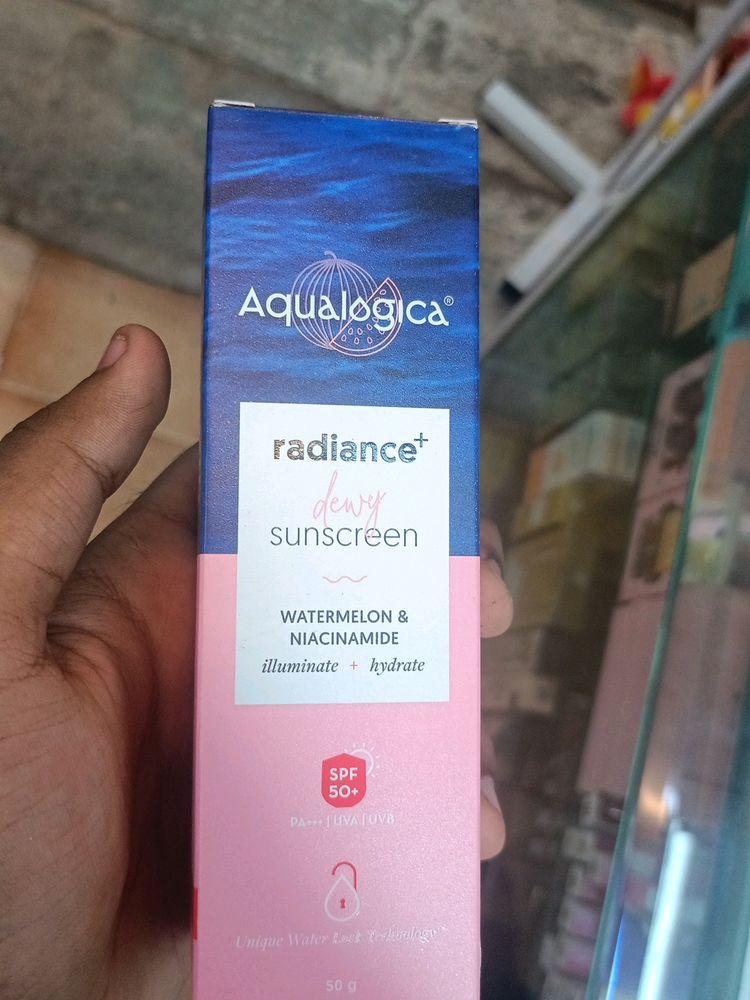 Aqualogica®
radiance+
dewy
sunscreen
WATERMELON &
NIACINAMIDE
illuminate + hydrate
SPF
50+
PA+++ | UVA | UVB
Unique Water Lock Technology
50 g